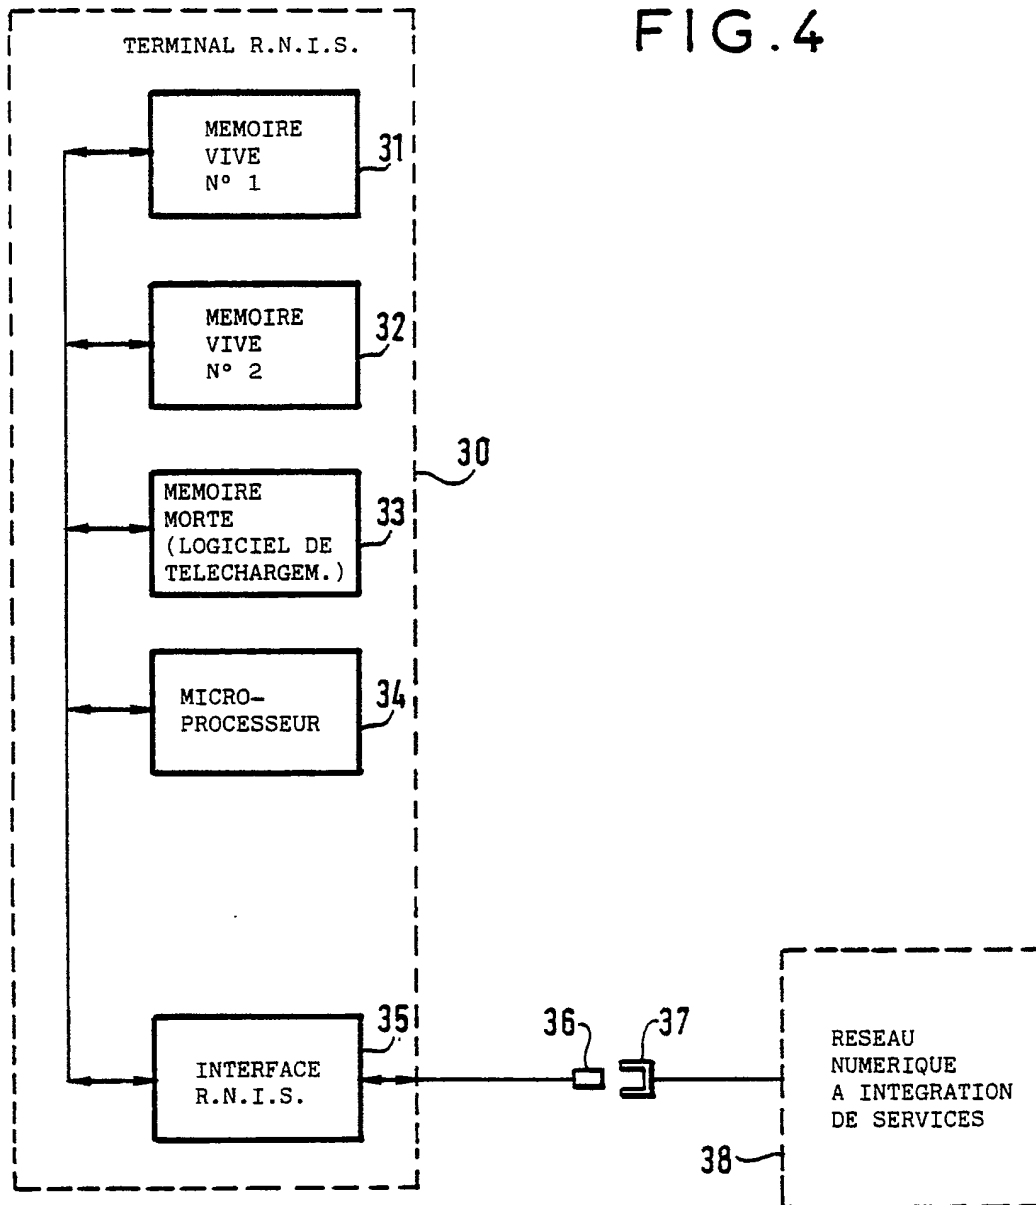 FIG.4
TERMINAL R.N.I.S.
MEMOIRE
VIVE
N° 1
31
MEMOIRE
VIVE
N° 2
32
30
MEMOIRE
MORTE
(LOGICIEL DE
TELECHARGEM.)
33
MICRO-
PROCESSEUR
34
INTERFACE
R.N.I.S.
35
36
37
RESEAU
NUMERIQUE
A INTEGRATION
DE SERVICES
38